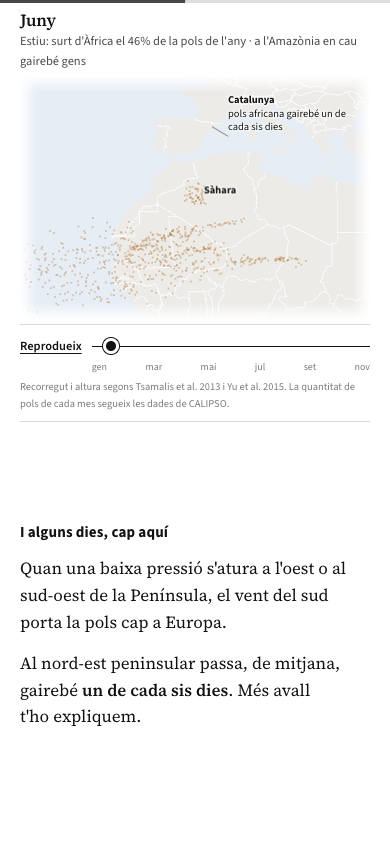 Juny
Estiu: surt d'Àfrica el 46% de la pols de l'any · a l'Amazònia en cau
gairebé gens
Catalunya
pols africana gairebé un de
cada sis dies
Sàhara
Reprodueix
gen mar mai jul set nov
Recorregut i altura segons Tsamalis et al. 2013 i Yu et al. 2015. La quantitat de
pols de cada mes segueix les dades de CALIPSO.
I alguns dies, cap aquí
Quan una baixa pressió s'atura a l'oest o al
sud-oest de la Península, el vent del sud
porta la pols cap a Europa.
Al nord-est peninsular passa, de mitjana,
gairebé un de cada sis dies. Més avall
t'ho expliquem.